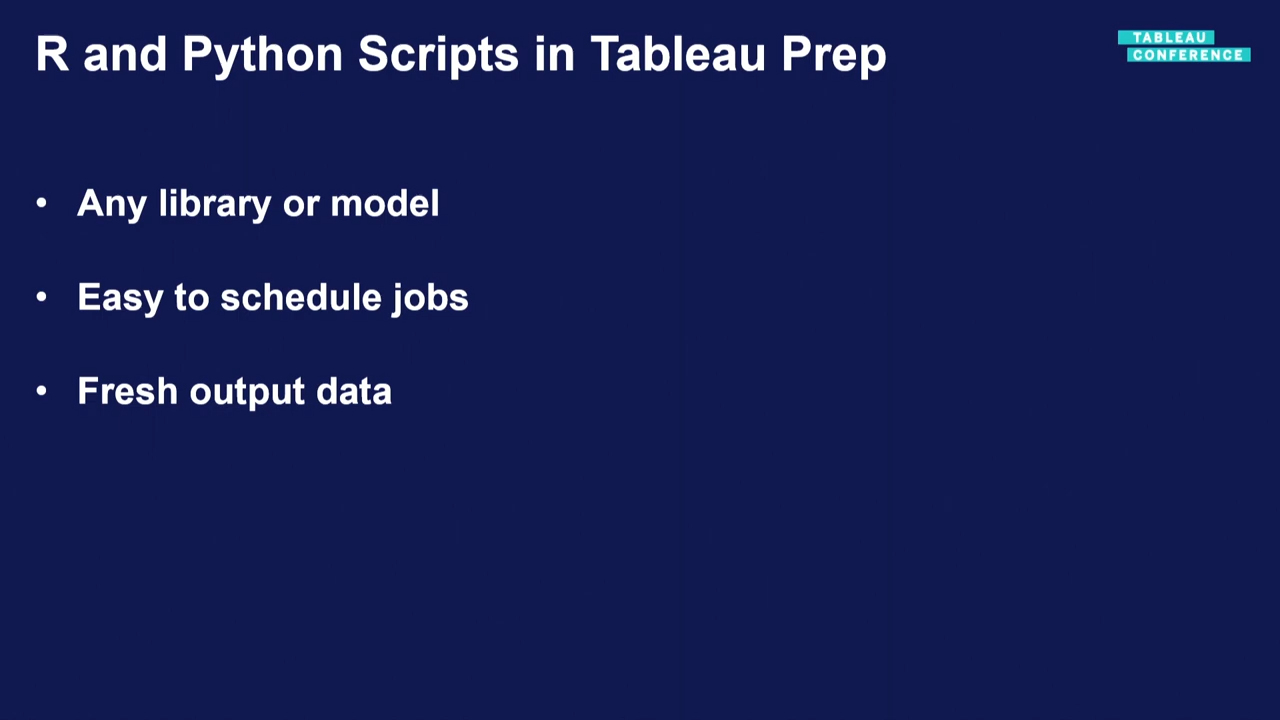 R and Python Scripts in Tableau Prep
TABLEAU
CONFERENCE
• Any library or model
• Easy to schedule jobs
• Fresh output data